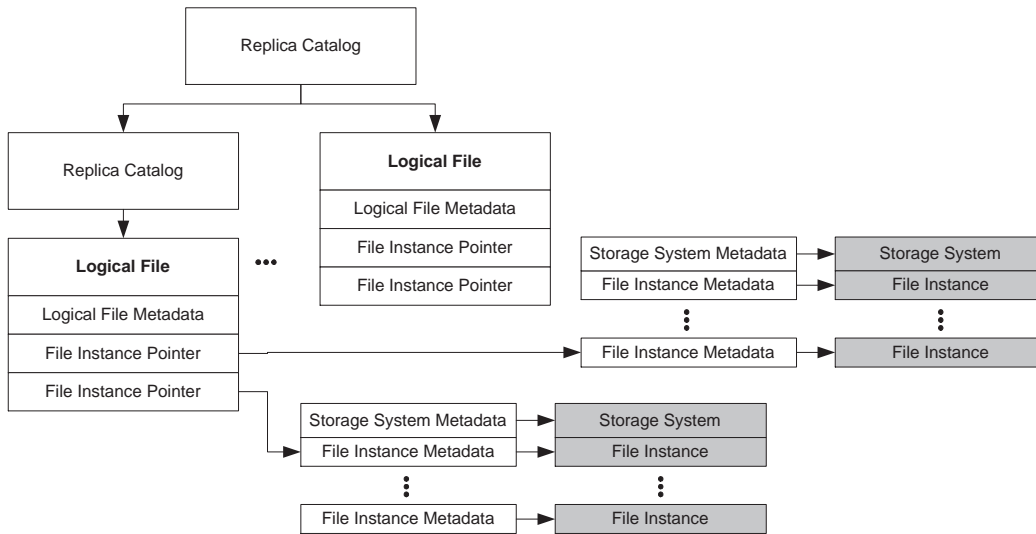 Replica Catalog
Replica Catalog
Logical File
Logical File Metadata
File Instance Pointer
File Instance Pointer
Logical File
Logical File Metadata
File Instance Pointer
File Instance Pointer
Storage System Metadata
Storage System
File Instance Metadata
File Instance
File Instance Metadata
File Instance
Storage System Metadata
Storage System
File Instance Metadata
File Instance
File Instance Metadata
File Instance